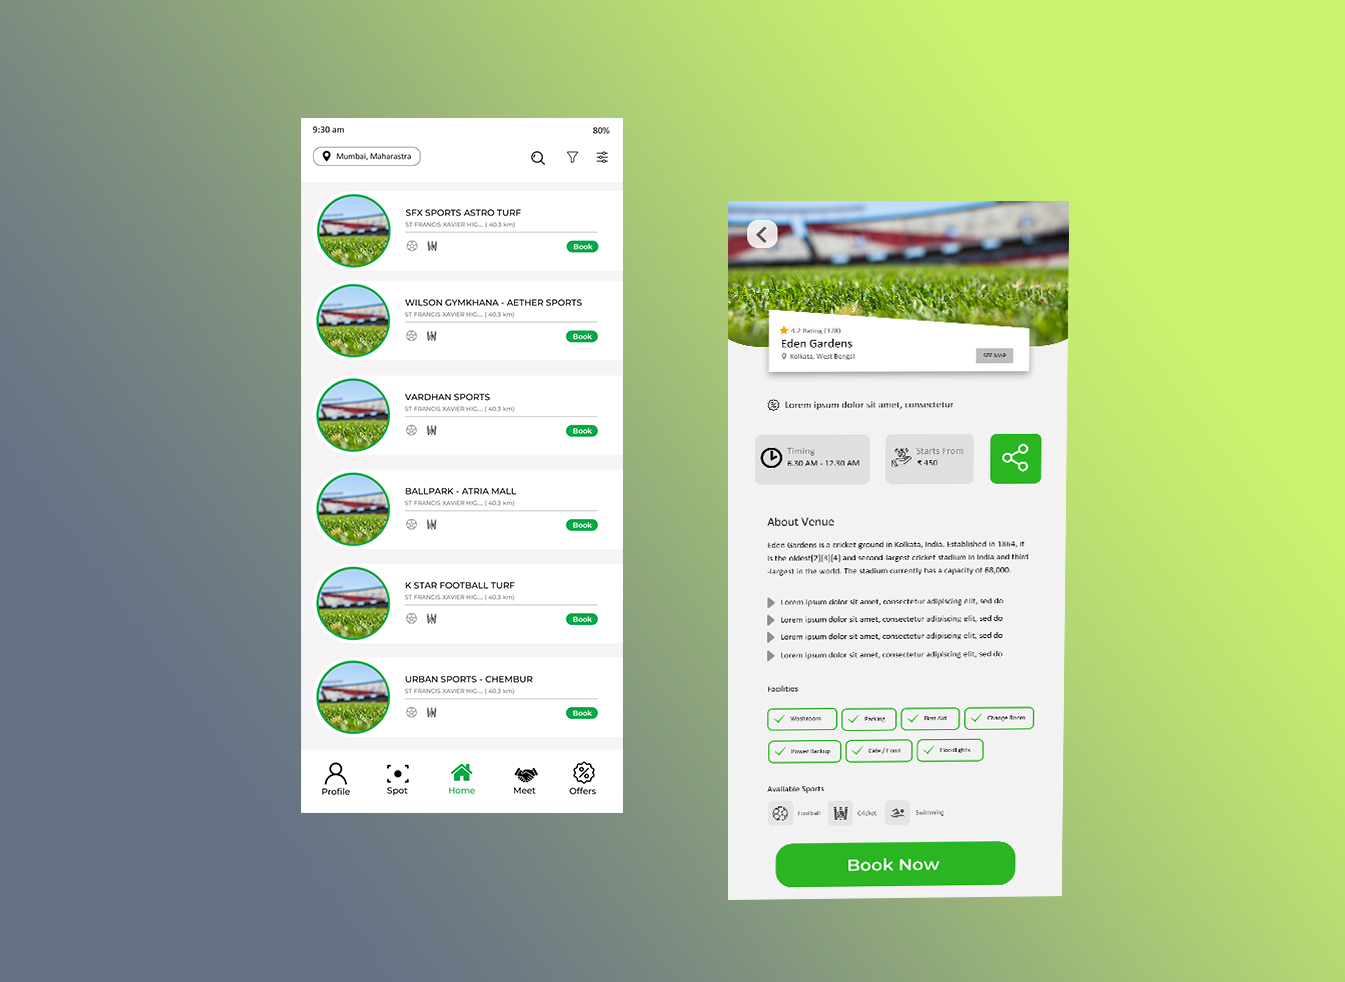 9:30 am
80%
Mumbai, Maharastra
SFX SPORTS ASTRO TURF
ST FRANCIS XAVIER HIG... ( 40.3 km)
Book
WILSON GYMKHANA - AETHER SPORTS
ST FRANCIS XAVIER HIG... ( 40.3 km)
Book
VARDHAN SPORTS
ST FRANCIS XAVIER HIG... ( 40.3 km)
Book
BALLPARK - ATRIA MALL
ST FRANCIS XAVIER HIG... ( 40.3 km)
Book
K STAR FOOTBALL TURF
ST FRANCIS XAVIER HIG... ( 40.3 km)
Book
URBAN SPORTS - CHEMBUR
ST FRANCIS XAVIER HIG... ( 40.3 km)
Book
Profile
Spot
Home
Meet
Offers
4.2 Rating (128)
Eden Gardens
Kolkata, West Bengal
SEE MAP
Lorem ipsum dolor sit amet, consectetur
Timing
6.30 AM - 12.30 AM
Starts From
₹ 450
About Venue
Eden Gardens is a cricket ground in Kolkata, India. Established in 1864, it
is the oldest[2][3][4] and second-largest cricket stadium in India and third
-largest in the world. The stadium currently has a capacity of 68,000.
Lorem ipsum dolor sit amet, consectetur adipiscing elit, sed do
Lorem ipsum dolor sit amet, consectetur adipiscing elit, sed do
Lorem ipsum dolor sit amet, consectetur adipiscing elit, sed do
Lorem ipsum dolor sit amet, consectetur adipiscing elit, sed do
Facilities
Washroom
Parking
First Aid
Change Room
Power Backup
Cafe / Food
Floodlights
Available Sports
Football
Cricket
Swimming
Book Now